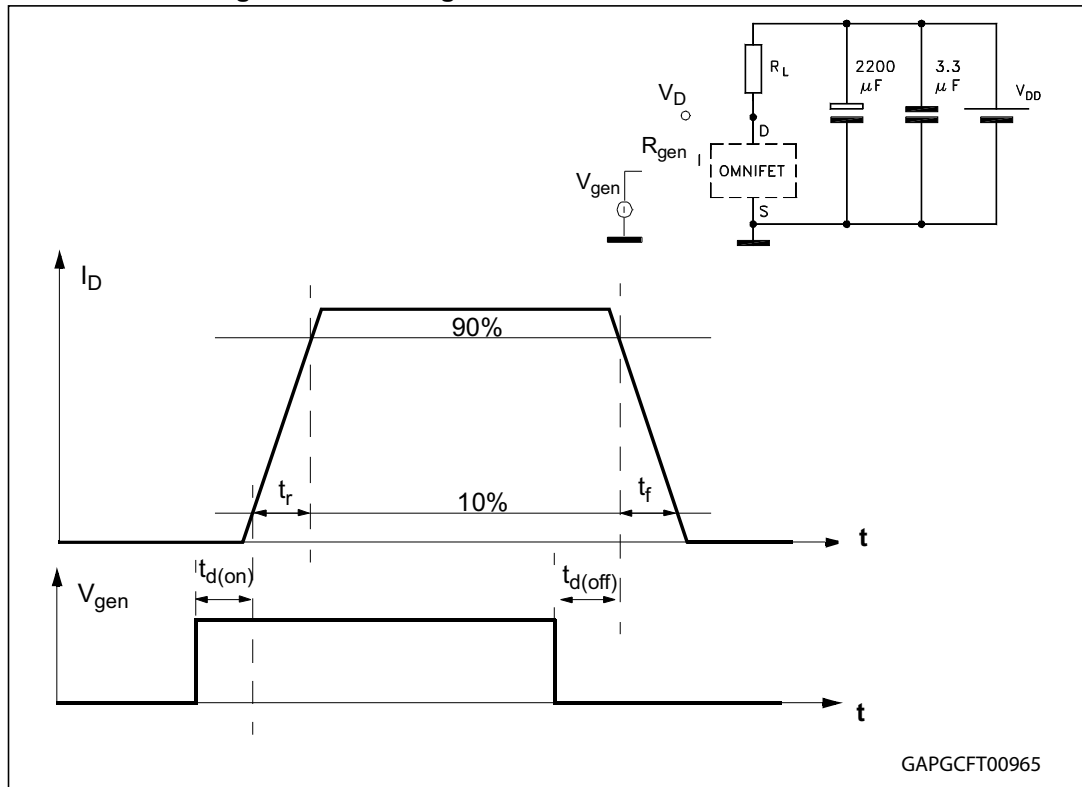 R_L
2200
µF
3.3
µF
V_DD
V_D
D
R_gen
I
OMNIFET
V_gen
I
S
I_D
90%
t_r
10%
t_f
t
t_d(on)
t_d(off)
V_gen
t
GAPGCFT00965